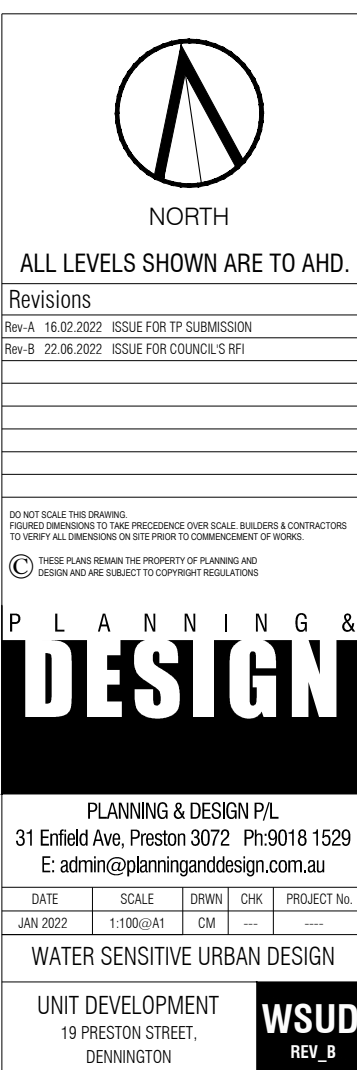 NORTH
ALL LEVELS SHOWN ARE TO AHD.
Revisions
Rev-A 16.02.2022 ISSUE FOR TP SUBMISSION
Rev-B 22.06.2022 ISSUE FOR COUNCIL'S RFI
DO NOT SCALE THIS DRAWING.
FIGURED DIMENSIONS TO TAKE PRECEDENCE OVER SCALE. BUILDERS & CONTRACTORS
TO VERIFY ALL DIMENSIONS ON SITE PRIOR TO COMMENCEMENT OF WORKS.
© THESE PLANS REMAIN THE PROPERTY OF PLANNING AND
DESIGN AND ARE SUBJECT TO COPYRIGHT REGULATIONS
PLANNING &
DESIGN
PLANNING & DESIGN P/L
31 Enfield Ave, Preston 3072 Ph:9018 1529
E: admin@planninganddesign.com.au
DATE SCALE DRWN CHK PROJECT No.
JAN 2022 1:100@A1 CM --- ----
WATER SENSITIVE URBAN DESIGN
UNIT DEVELOPMENT
19 PRESTON STREET,
DENNINGTON
WSUD
REV_B